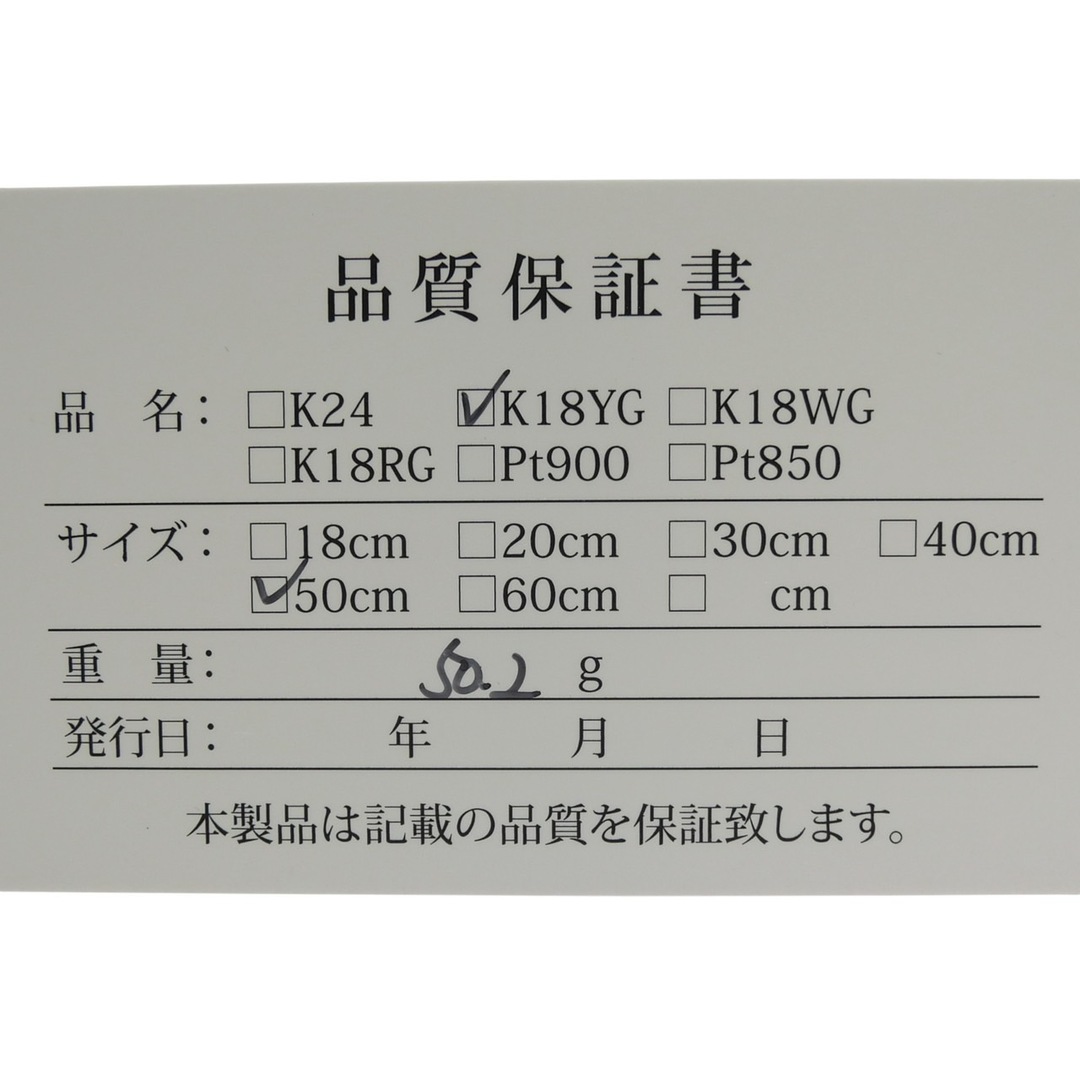 品質保証書
品 名：□K24 ☑K18YG □K18WG
□K18RG □Pt900 □Pt850
サイズ：□18cm □20cm □30cm □40cm
☑50cm □60cm □ cm
重 量： 50.2 g
発行日： 年 月 日
本製品は記載の品質を保証致します。